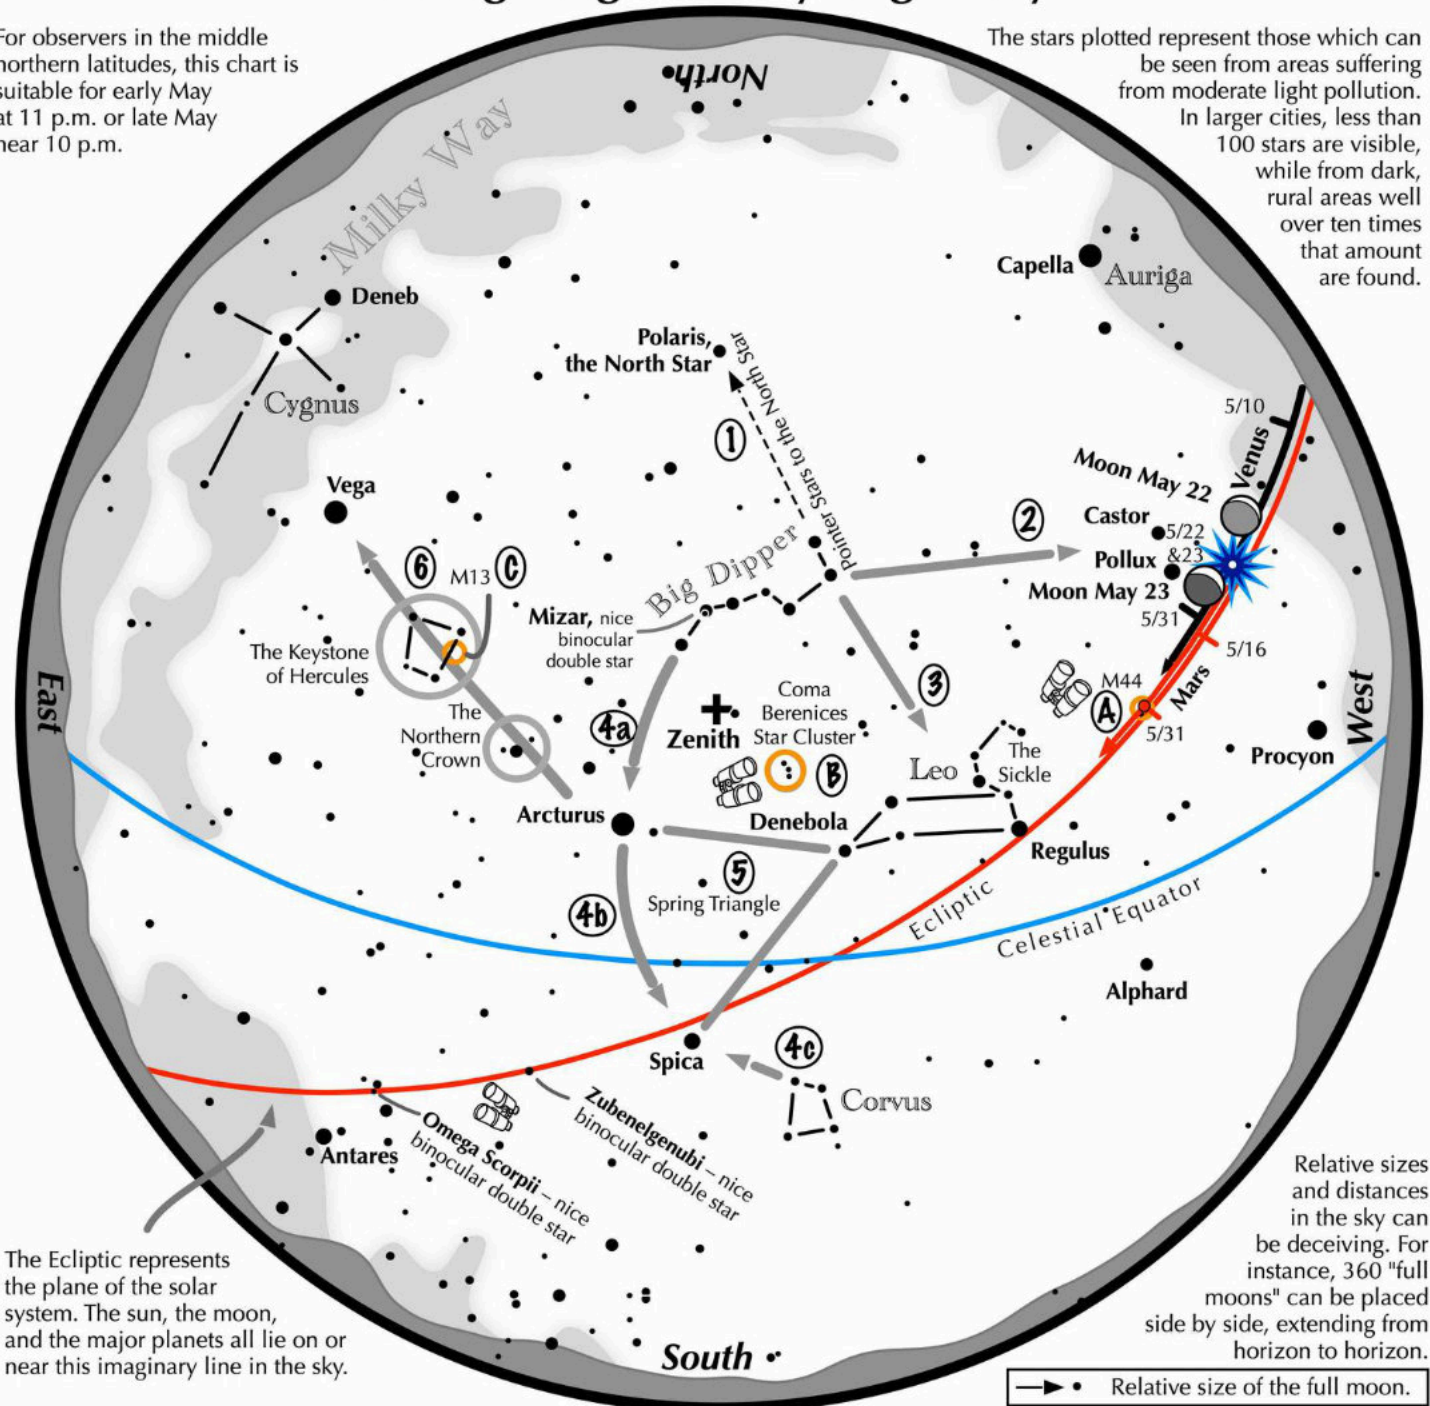 For observers in the middle
northern latitudes, this chart is
suitable for early May
at 11 p.m. or late May
near 10 p.m.
The stars plotted represent those which can
be seen from areas suffering
from moderate light pollution.
In larger cities, less than
100 stars are visible,
while from dark,
rural areas well
over ten times
that amount
are found.
North
Milky Way
Capella
Auriga
Deneb
Cygnus
Polaris,
the North Star
Pointer Stars to the North Star
1
5/10
Venus
Moon May 22
Vega
Castor
5/22
&23
Pollux
Moon May 23
5/31
5/16
2
Big Dipper
6
M13
C
Mizar, nice
binocular
double star
The Keystone
of Hercules
East
West
M44
A
Mars
5/31
3
Coma
Berenices
Star Cluster
B
4a
Zenith
The
Northern
Crown
Leo
The
Sickle
Procyon
Arcturus
Denebola
Regulus
5
Spring Triangle
4b
Ecliptic
Celestial Equator
Alphard
Spica
4c
Corvus
Zubenelgenubi – nice
binocular double star
Omega Scorpii – nice
binocular double star
Antares
The Ecliptic represents
the plane of the solar
system. The sun, the moon,
and the major planets all lie on or
near this imaginary line in the sky.
South
Relative sizes
and distances
in the sky can
be deceiving. For
instance, 360 "full
moons" can be placed
side by side, extending from
horizon to horizon.
Relative size of the full moon.